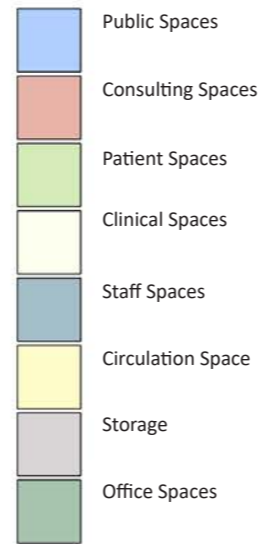 Public Spaces
Consulting Spaces
Patient Spaces
Clinical Spaces
Staff Spaces
Circulation Space
Storage
Office Spaces